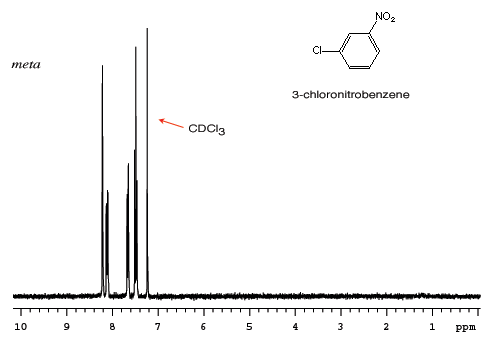 NO₂
Cl
meta
3-chloronitrobenzene
CDCl₃
10 9 8 7 6 5 4 3 2 1 ppm